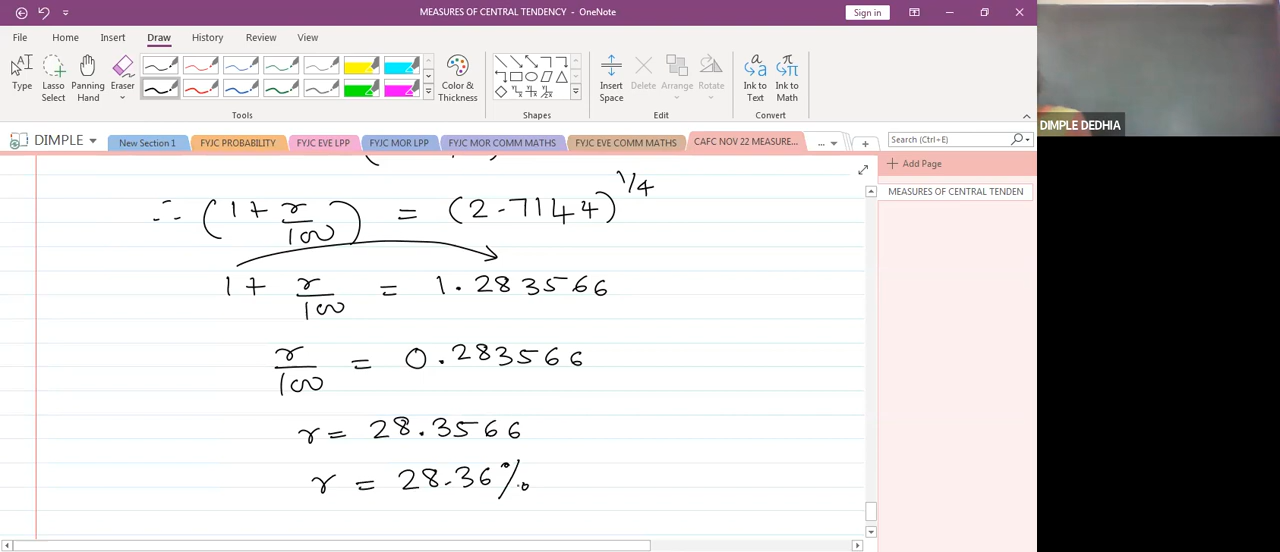 MEASURES OF CENTRAL TENDENCY - OneNote
Sign in
File Home Insert Draw History Review View
Type
Lasso Select
Panning Hand
Eraser
Color & Thickness
Insert Space
Delete
Arrange
Rotate
Ink to Text
Ink to Math
Tools Shapes Edit Convert
DIMPLE DEDHIA
DIMPLE
New Section 1
FYJC PROBABILITY
FYJC EVE LPP
FYJC MOR LPP
FYJC MOR COMM MATHS
FYJC EVE COMM MATHS
CAFC NOV 22 MEASURE...
...
Search (Ctrl+E)
Add Page
MEASURES OF CENTRAL TENDEN
∴ (1 + r/100) = (2.7144)^1/4
1 + r/100 = 1.283566
r/100 = 0.283566
r = 28.3566
r = 28.36%